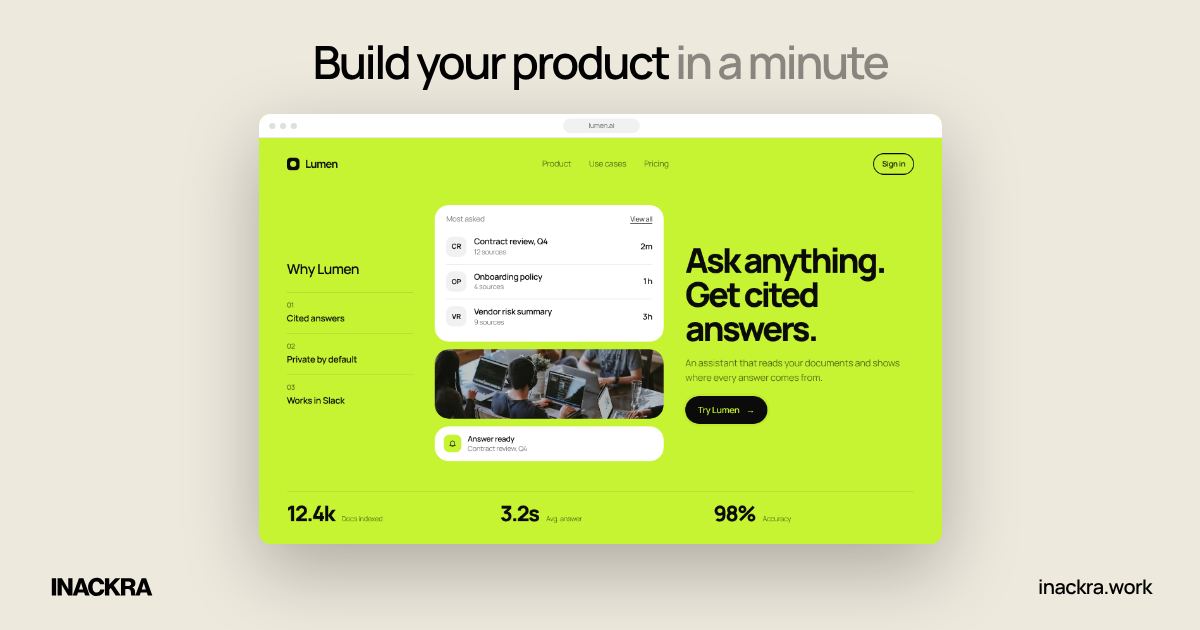 Build your product in a minute
lumen.ai
Lumen
Product
Use cases
Pricing
Sign in
Why Lumen
01
Cited answers
02
Private by default
03
Works in Slack
Most asked
View all
CR
Contract review, Q4
12 sources
2m
OP
Onboarding policy
4 sources
1h
VR
Vendor risk summary
9 sources
3h
Answer ready
Contract review, Q4
Ask anything.
Get cited
answers.
An assistant that reads your documents and shows
where every answer comes from.
Try Lumen →
12.4k Docs indexed
3.2s Avg. answer
98% Accuracy
INACKRA
inackra.work